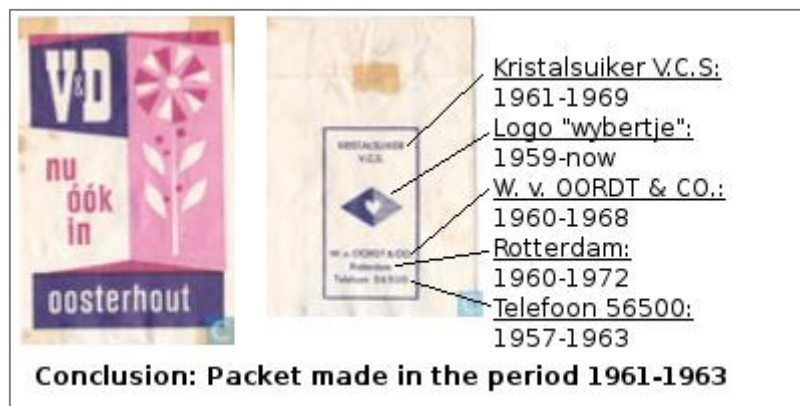 V&D
nu
óók
in
oosterhout
KRISTALSUIKER
V.C.S.
W. v. OORDT & CO.
Rotterdam
Telefoon 56500
Kristalsuiker V.C.S:
1961-1969
Logo "wybertje":
1959-now
W. v. OORDT & CO.:
1960-1968
Rotterdam:
1960-1972
Telefoon 56500:
1957-1963
Conclusion: Packet made in the period 1961-1963